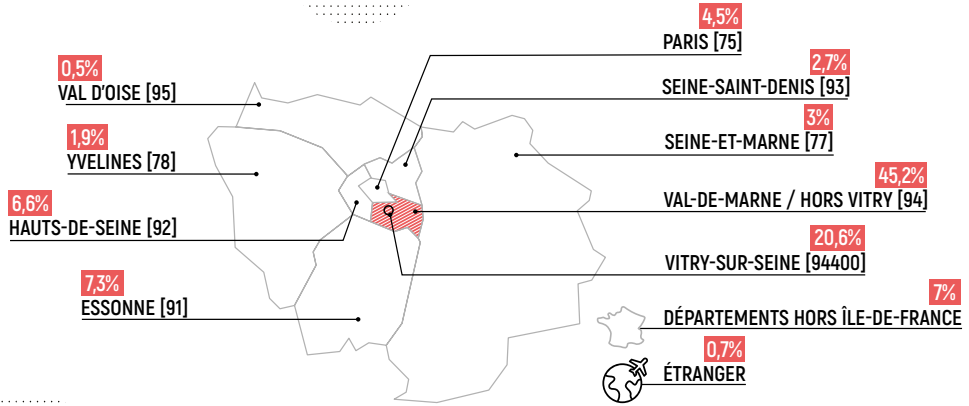 0,5%
VAL D'OISE [95]
1,9%
YVELINES [78]
6,6%
HAUTS-DE-SEINE [92]
7,3%
ESSONNE [91]
4,5%
PARIS [75]
2,7%
SEINE-SAINT-DENIS [93]
3%
SEINE-ET-MARNE [77]
45,2%
VAL-DE-MARNE / HORS VITRY [94]
20,6%
VITRY-SUR-SEINE [94400]
7%
DÉPARTEMENTS HORS ÎLE-DE-FRANCE
0,7%
ÉTRANGER